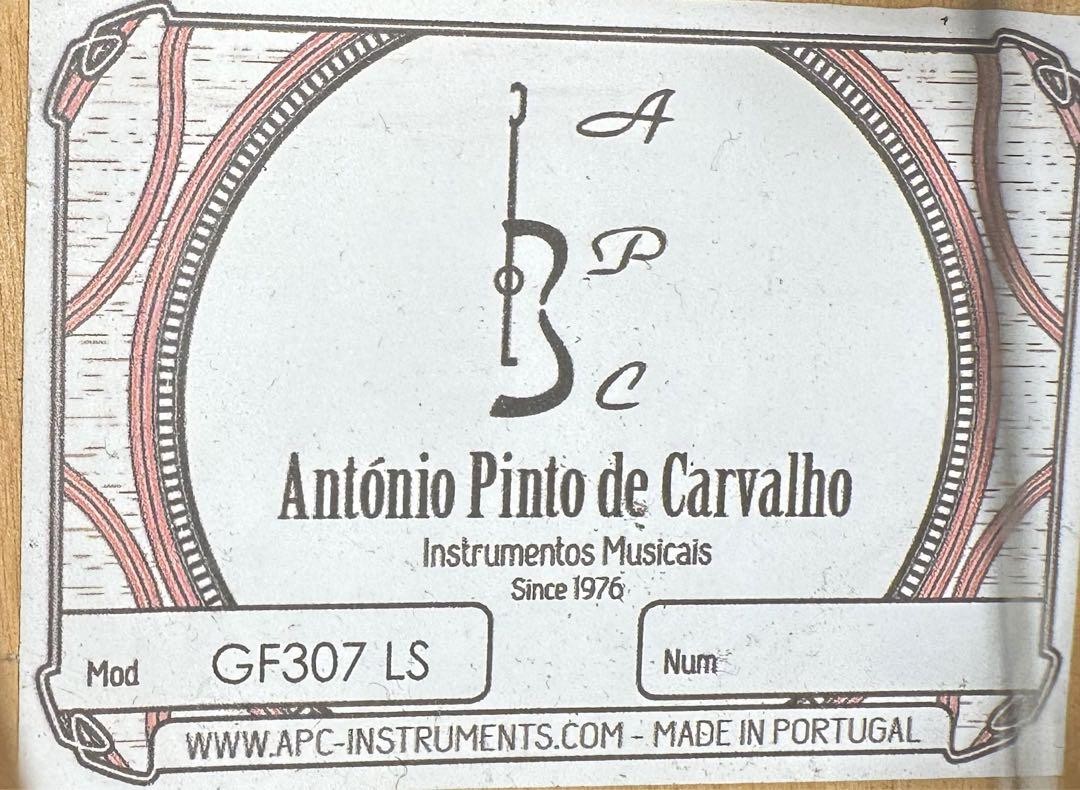 A
P
C
António Pinto de Carvalho
Instrumentos Musicais
Since 1976
Mod GF307 LS
Num
WWW.APC-INSTRUMENTS.COM - MADE IN PORTUGAL